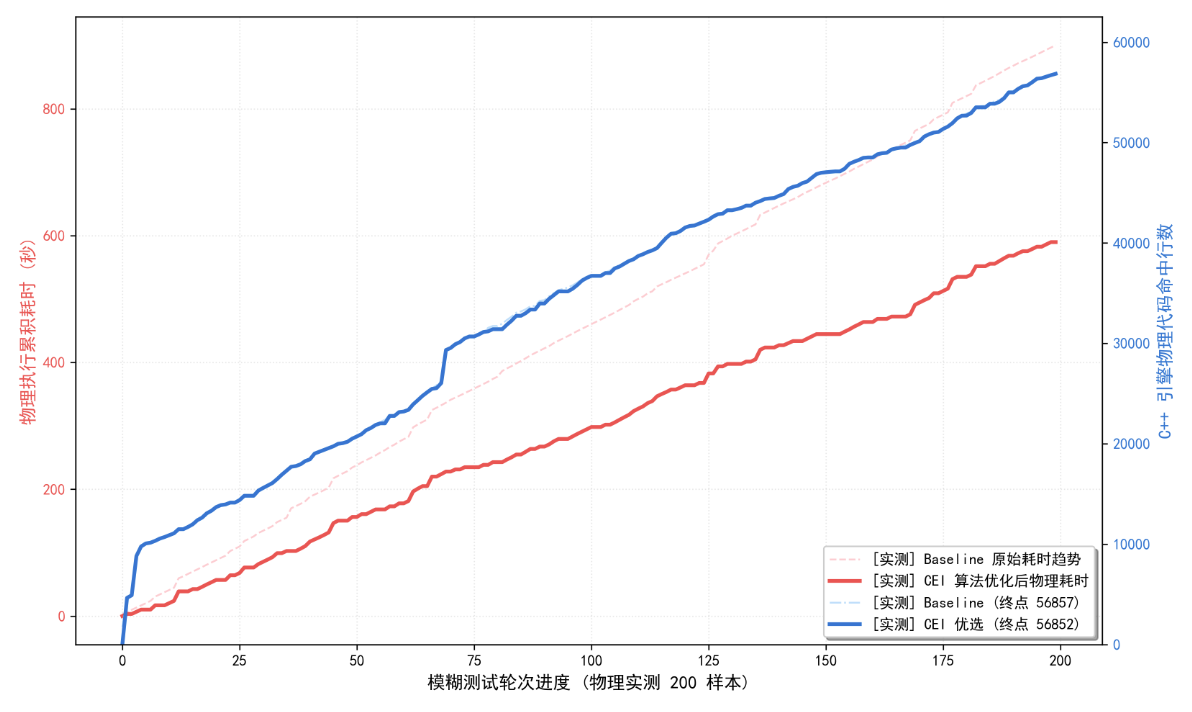 物理执行累积耗时 (秒)
800
600
400
200
0
60000
50000
40000
30000
20000
10000
0
C++ 引擎物理代码命中行数
[实测] Baseline 原始耗时趋势
[实测] CEI 算法优化后物理耗时
[实测] Baseline (终点 56857)
[实测] CEI 优选 (终点 56852)
0 25 50 75 100 125 150 175 200
模糊测试轮次进度 (物理实测 200 样本)